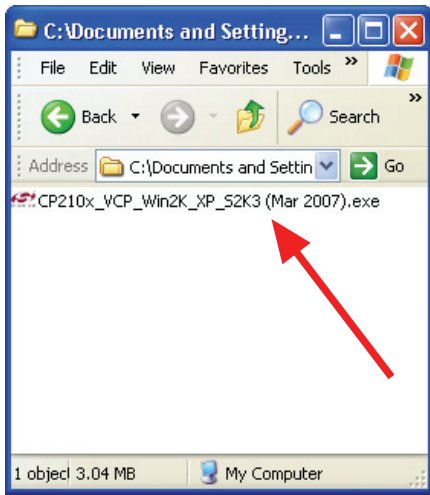 C:\Documents and Setting...
File Edit View Favorites Tools »
Back Search »
Address C:\Documents and Settin Go
CP210x_VCP_Win2K_XP_S2K3 (Mar 2007).exe
1 object 3.04 MB My Computer